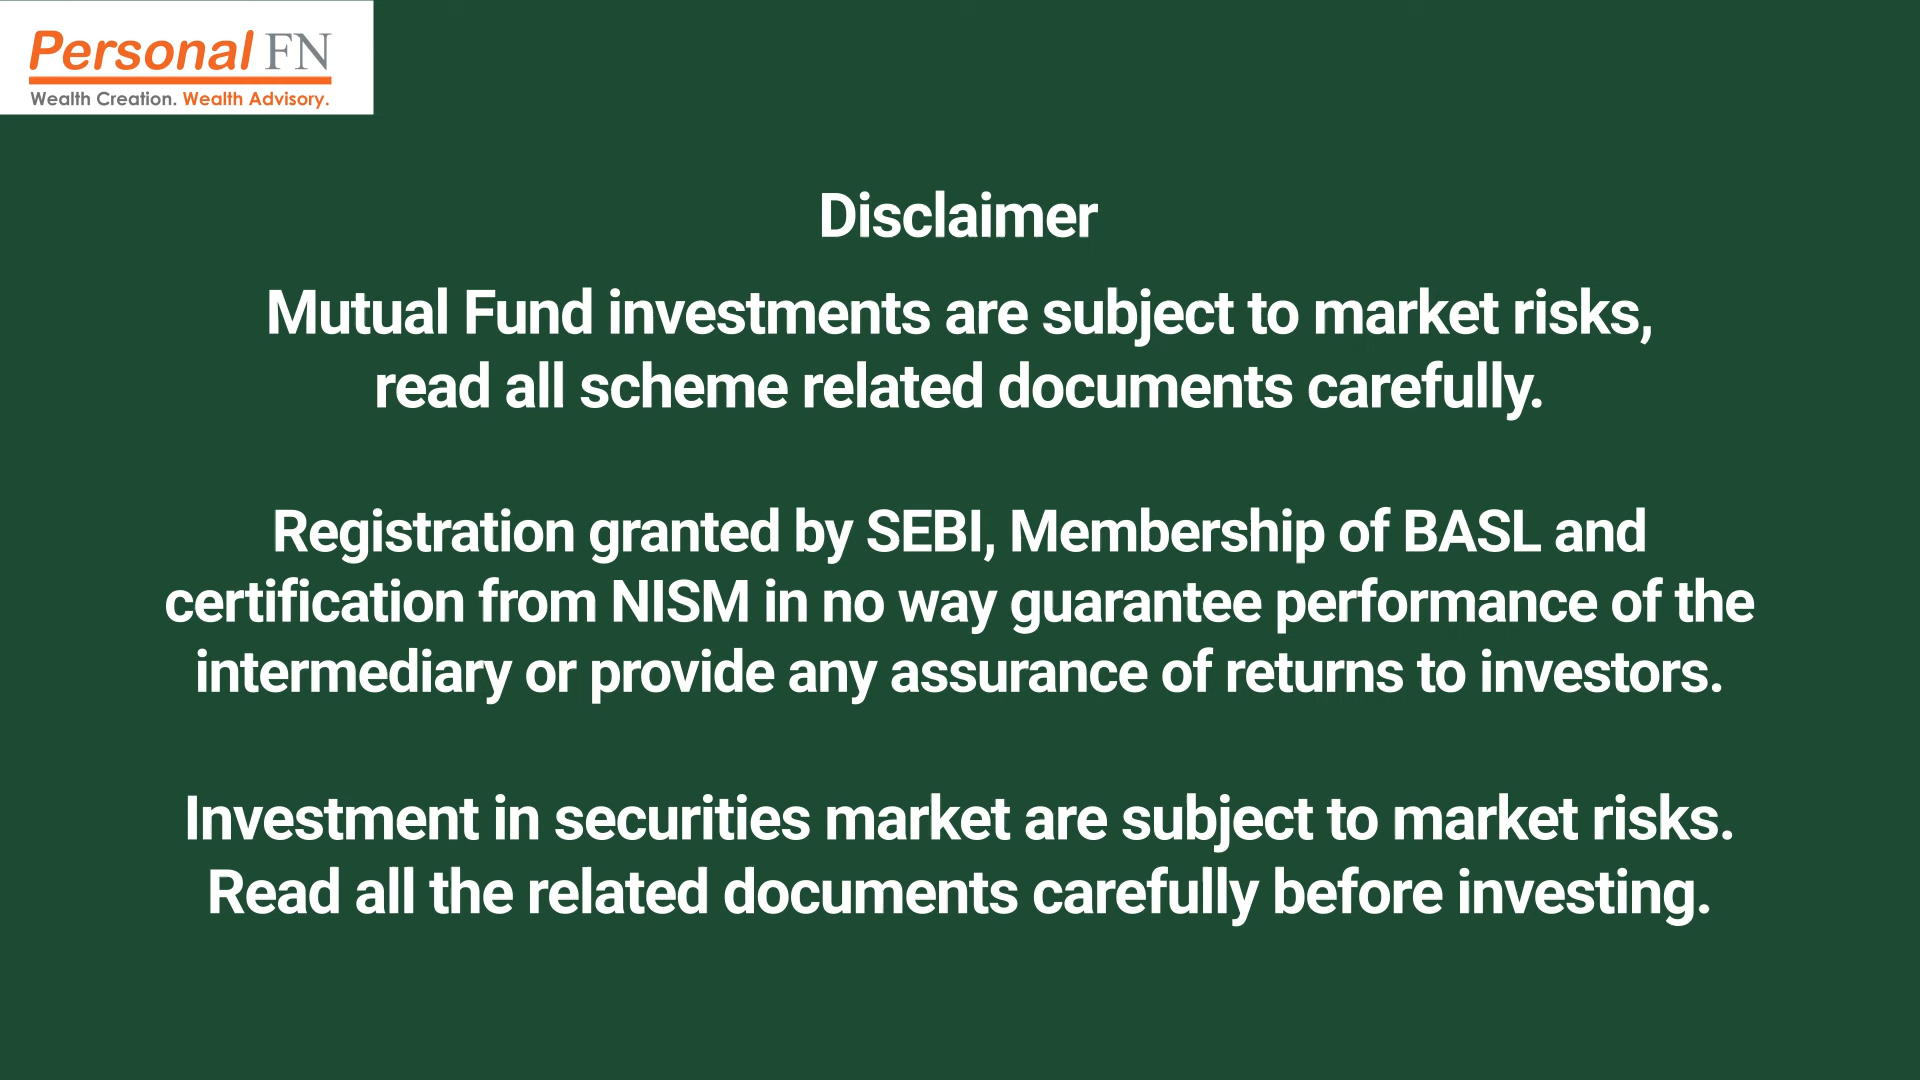 Personal FN
Wealth Creation. Wealth Advisory.
Disclaimer
Mutual Fund investments are subject to market risks,
read all scheme related documents carefully.
Registration granted by SEBI, Membership of BASL and
certification from NISM in no way guarantee performance of the
intermediary or provide any assurance of returns to investors.
Investment in securities market are subject to market risks.
Read all the related documents carefully before investing.